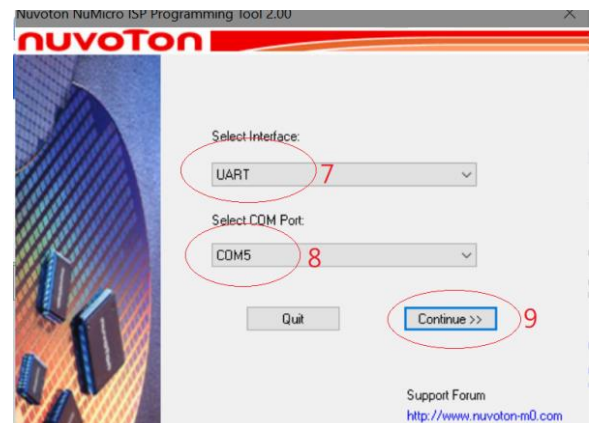 Nuvoton NuMicro ISP Programming Tool 2.00
nuvoTon
Select Interface:
UART 7
Select COM Port:
COM5 8
Quit Continue >> 9
Support Forum
http://www.nuvoton-m0.com